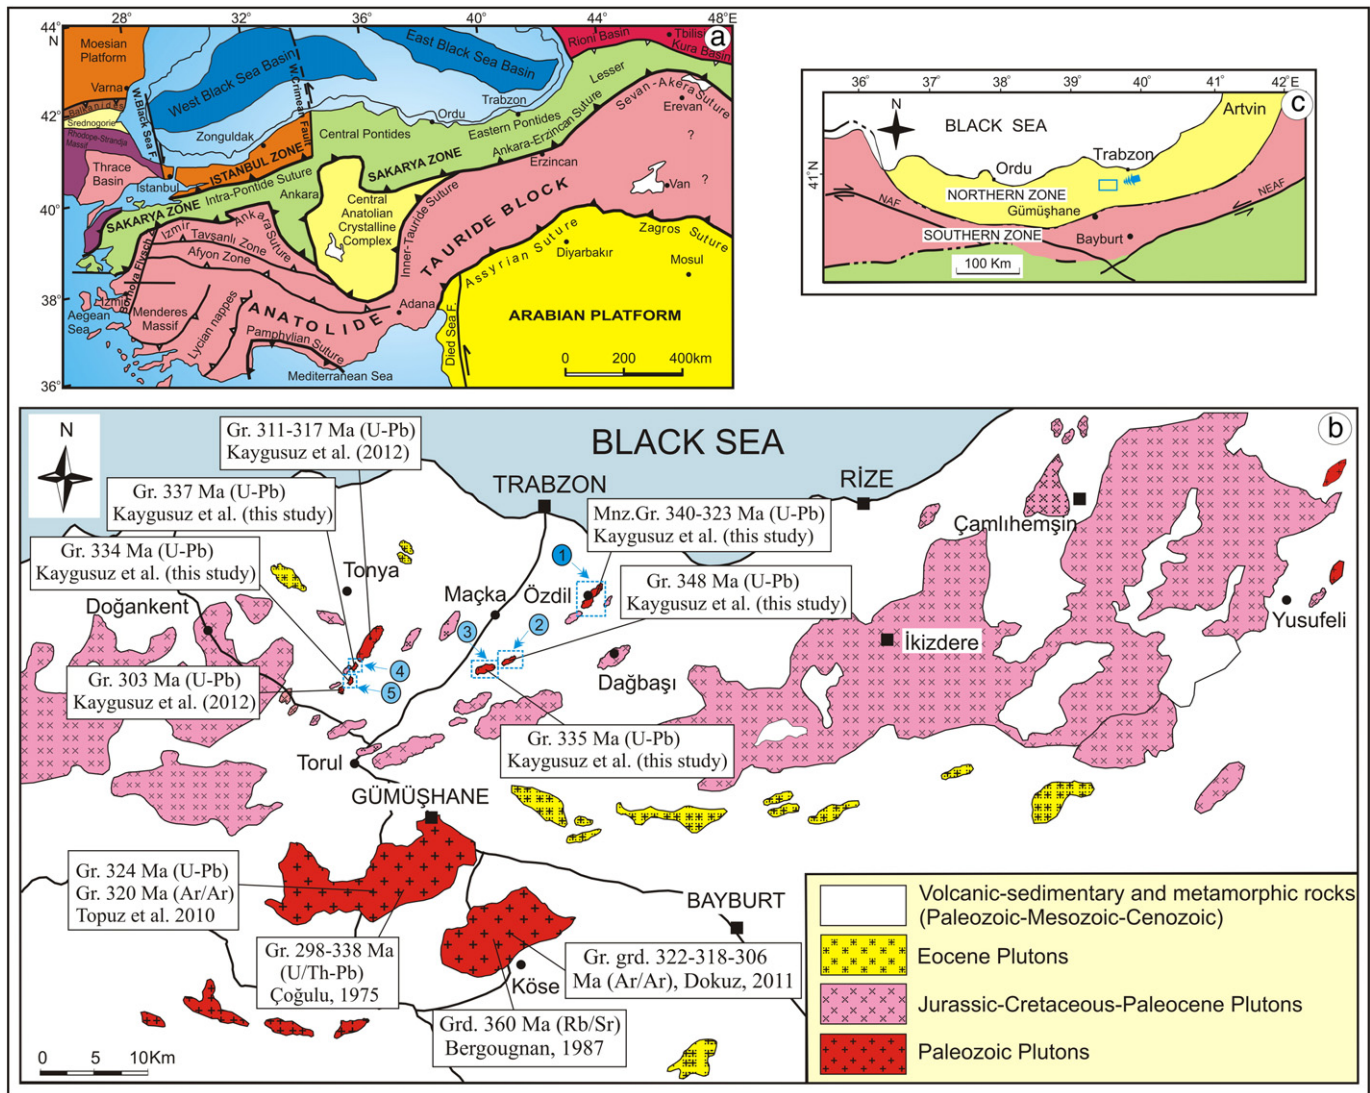 28°
32°
36°
40°
44°
48°E
44°
N
42°
40°
38°
36°
a
Moesian
Platform
Varna
Balkanides
Srednogorie
Rhodope-Strandja
Massif
Thrace
Basin
W.Black Sea F.
West Black Sea Basin
W.Crimean Fault
East Black Sea Basin
Rioni Basin
Tbilisi
Kura Basin
Zonguldak
ISTANBUL ZONE
Istanbul
Intra-Pontide Suture
SAKARYA ZONE
Central Pontides
Ordu
Trabzon
Eastern Pontides
Lesser
SAKARYA ZONE
Ankara-Erzincan Suture
Sevan-Akera Suture
Erevan
?
Erzincan
Van
?
Ankara
Central
Anatolian
Crystalline
Complex
Izmir
Ankara Suture
Tavşanlı Zone
Afyon Zone
Bornova Flysch
Inner-Tauride Suture
TAURIDE BLOCK
Assyrian Suture
Zagros Suture
Diyarbakır
Mosul
Izmir
Aegean
Sea
Menderes
Massif
Lycian nappes
ANATOLIDE
Pamphylian Suture
Adana
Died Sea F.
ARABIAN PLATFORM
Mediterranean Sea
0 200 400km
36°
37°
38°
39°
40°
41°
42°E
41°N
c
N
BLACK SEA
Artvin
Ordu
Trabzon
NORTHERN ZONE
Gümüşhane
NAF
NEAF
SOUTHERN ZONE
Bayburt
100 Km
b
N
BLACK SEA
Gr. 311-317 Ma (U-Pb)
Kaygusuz et al. (2012)
Gr. 337 Ma (U-Pb)
Kaygusuz et al. (this study)
Gr. 334 Ma (U-Pb)
Kaygusuz et al. (this study)
Gr. 303 Ma (U-Pb)
Kaygusuz et al. (2012)
Mnz.Gr. 340-323 Ma (U-Pb)
Kaygusuz et al. (this study)
Gr. 348 Ma (U-Pb)
Kaygusuz et al. (this study)
Gr. 335 Ma (U-Pb)
Kaygusuz et al. (this study)
TRABZON
RİZE
Çamlıhemşin
Tonya
Doğankent
Maçka
Özdil
1
2
3
4
5
Dağbaşı
İkizdere
Yusufeli
Torul
GÜMÜŞHANE
BAYBURT
Köse
Gr. 324 Ma (U-Pb)
Gr. 320 Ma (Ar/Ar)
Topuz et al. 2010
Gr. 298-338 Ma
(U/Th-Pb)
Çoğulu, 1975
Gr. grd. 322-318-306
Ma (Ar/Ar), Dokuz, 2011
Grd. 360 Ma (Rb/Sr)
Bergougnan, 1987
0 5 10Km
Volcanic-sedimentary and metamorphic rocks
(Paleozoic-Mesozoic-Cenozoic)
Eocene Plutons
Jurassic-Cretaceous-Paleocene Plutons
Paleozoic Plutons